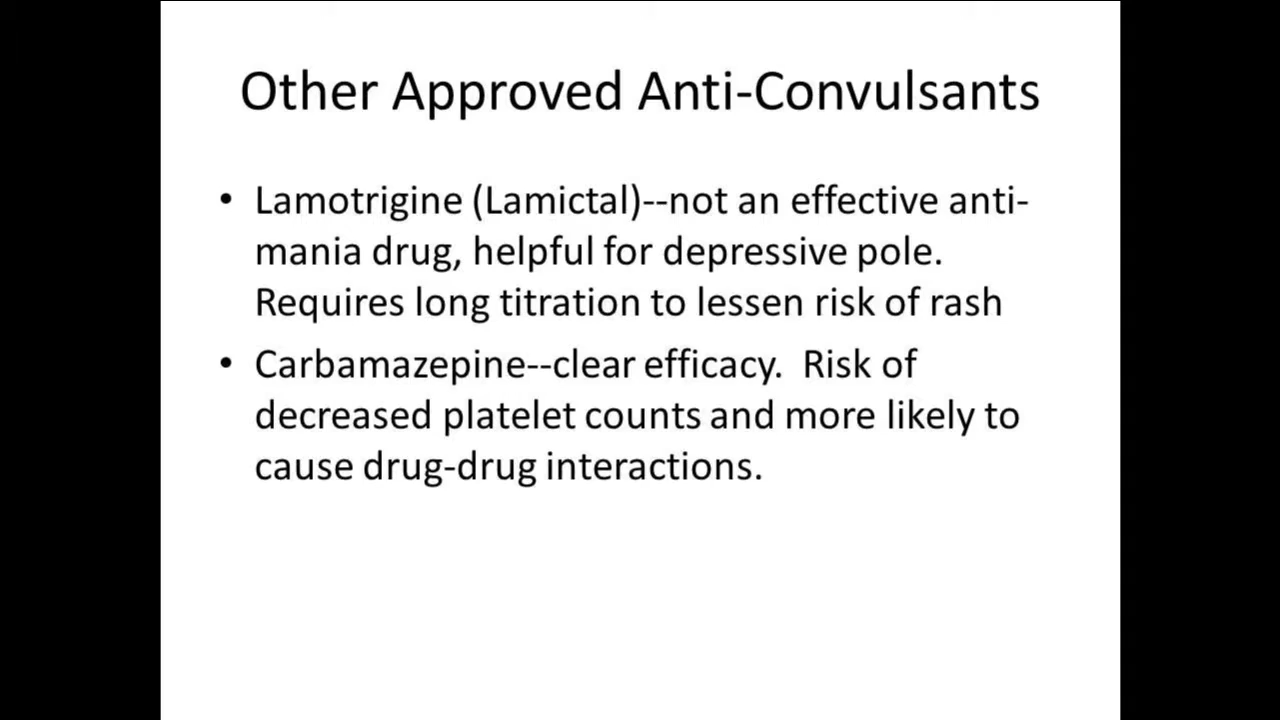 Other Approved Anti-Convulsants
• Lamotrigine (Lamictal)--not an effective anti-
mania drug, helpful for depressive pole.
Requires long titration to lessen risk of rash
• Carbamazepine--clear efficacy.  Risk of
decreased platelet counts and more likely to
cause drug-drug interactions.